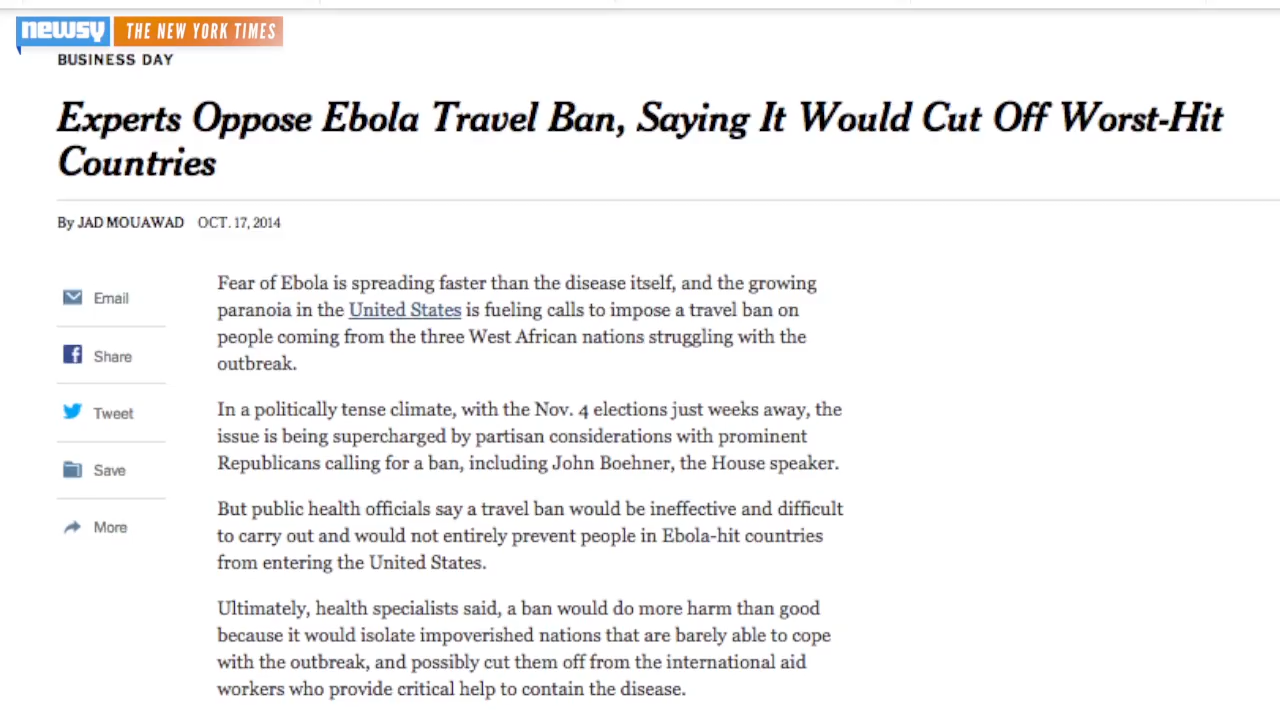 newsy THE NEW YORK TIMES
BUSINESS DAY
Experts Oppose Ebola Travel Ban, Saying It Would Cut Off Worst-Hit
Countries
By JAD MOUAWAD OCT. 17, 2014
Email
Share
Tweet
Save
More
Fear of Ebola is spreading faster than the disease itself, and the growing
paranoia in the United States is fueling calls to impose a travel ban on
people coming from the three West African nations struggling with the
outbreak.
In a politically tense climate, with the Nov. 4 elections just weeks away, the
issue is being supercharged by partisan considerations with prominent
Republicans calling for a ban, including John Boehner, the House speaker.
But public health officials say a travel ban would be ineffective and difficult
to carry out and would not entirely prevent people in Ebola-hit countries
from entering the United States.
Ultimately, health specialists said, a ban would do more harm than good
because it would isolate impoverished nations that are barely able to cope
with the outbreak, and possibly cut them off from the international aid
workers who provide critical help to contain the disease.